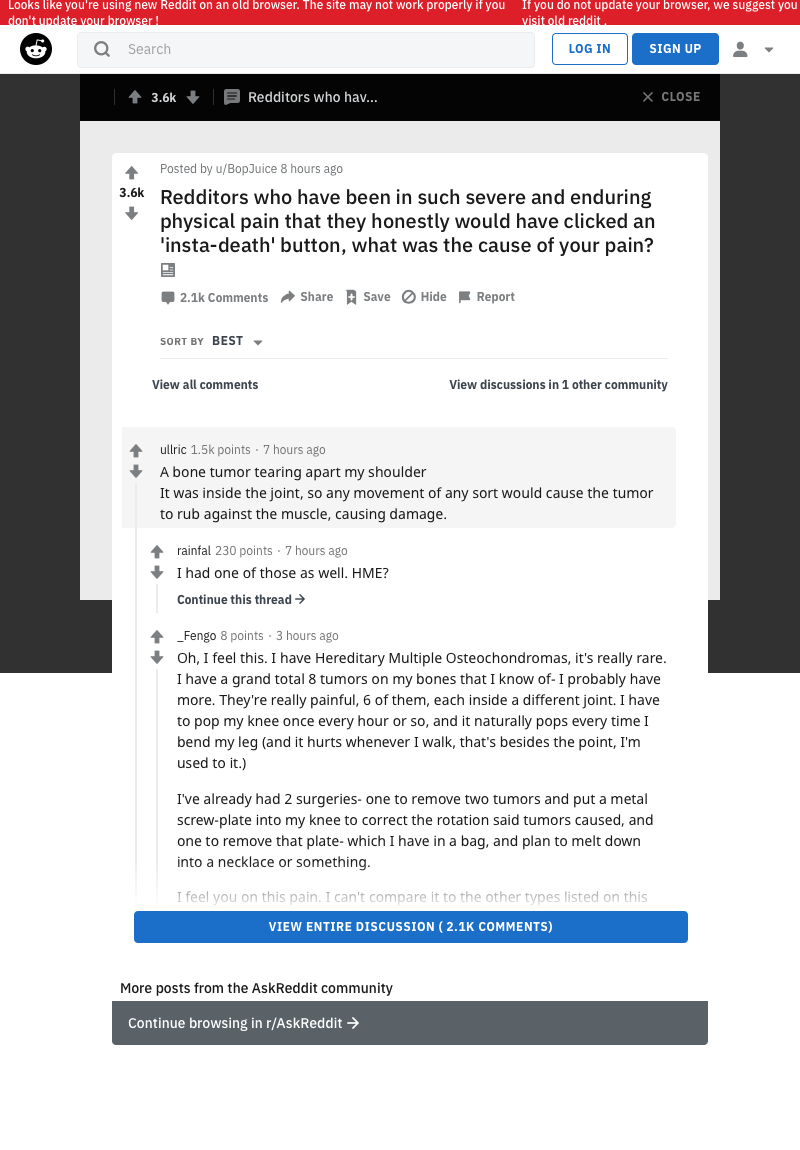 Looks like you're using new Reddit on an old browser. The site may not work properly if you
don't update your browser !
If you do not update your browser, we suggest you
visit old reddit .
Search
LOG IN
SIGN UP
3.6k
Redditors who hav...
CLOSE
Posted by u/BopJuice 8 hours ago
3.6k
Redditors who have been in such severe and enduring
physical pain that they honestly would have clicked an
'insta-death' button, what was the cause of your pain?
2.1k Comments
Share
Save
Hide
Report
SORT BY BEST
View all comments
View discussions in 1 other community
ullric 1.5k points · 7 hours ago
A bone tumor tearing apart my shoulder
It was inside the joint, so any movement of any sort would cause the tumor
to rub against the muscle, causing damage.
rainfal 230 points · 7 hours ago
I had one of those as well. HME?
Continue this thread
_Fengo 8 points · 3 hours ago
Oh, I feel this. I have Hereditary Multiple Osteochondromas, it's really rare.
I have a grand total 8 tumors on my bones that I know of- I probably have
more. They're really painful, 6 of them, each inside a different joint. I have
to pop my knee once every hour or so, and it naturally pops every time I
bend my leg (and it hurts whenever I walk, that's besides the point, I'm
used to it.)
I've already had 2 surgeries- one to remove two tumors and put a metal
screw-plate into my knee to correct the rotation said tumors caused, and
one to remove that plate- which I have in a bag, and plan to melt down
into a necklace or something.
I feel you on this pain. I can't compare it to the other types listed on this
VIEW ENTIRE DISCUSSION ( 2.1K COMMENTS)
More posts from the AskReddit community
Continue browsing in r/AskReddit